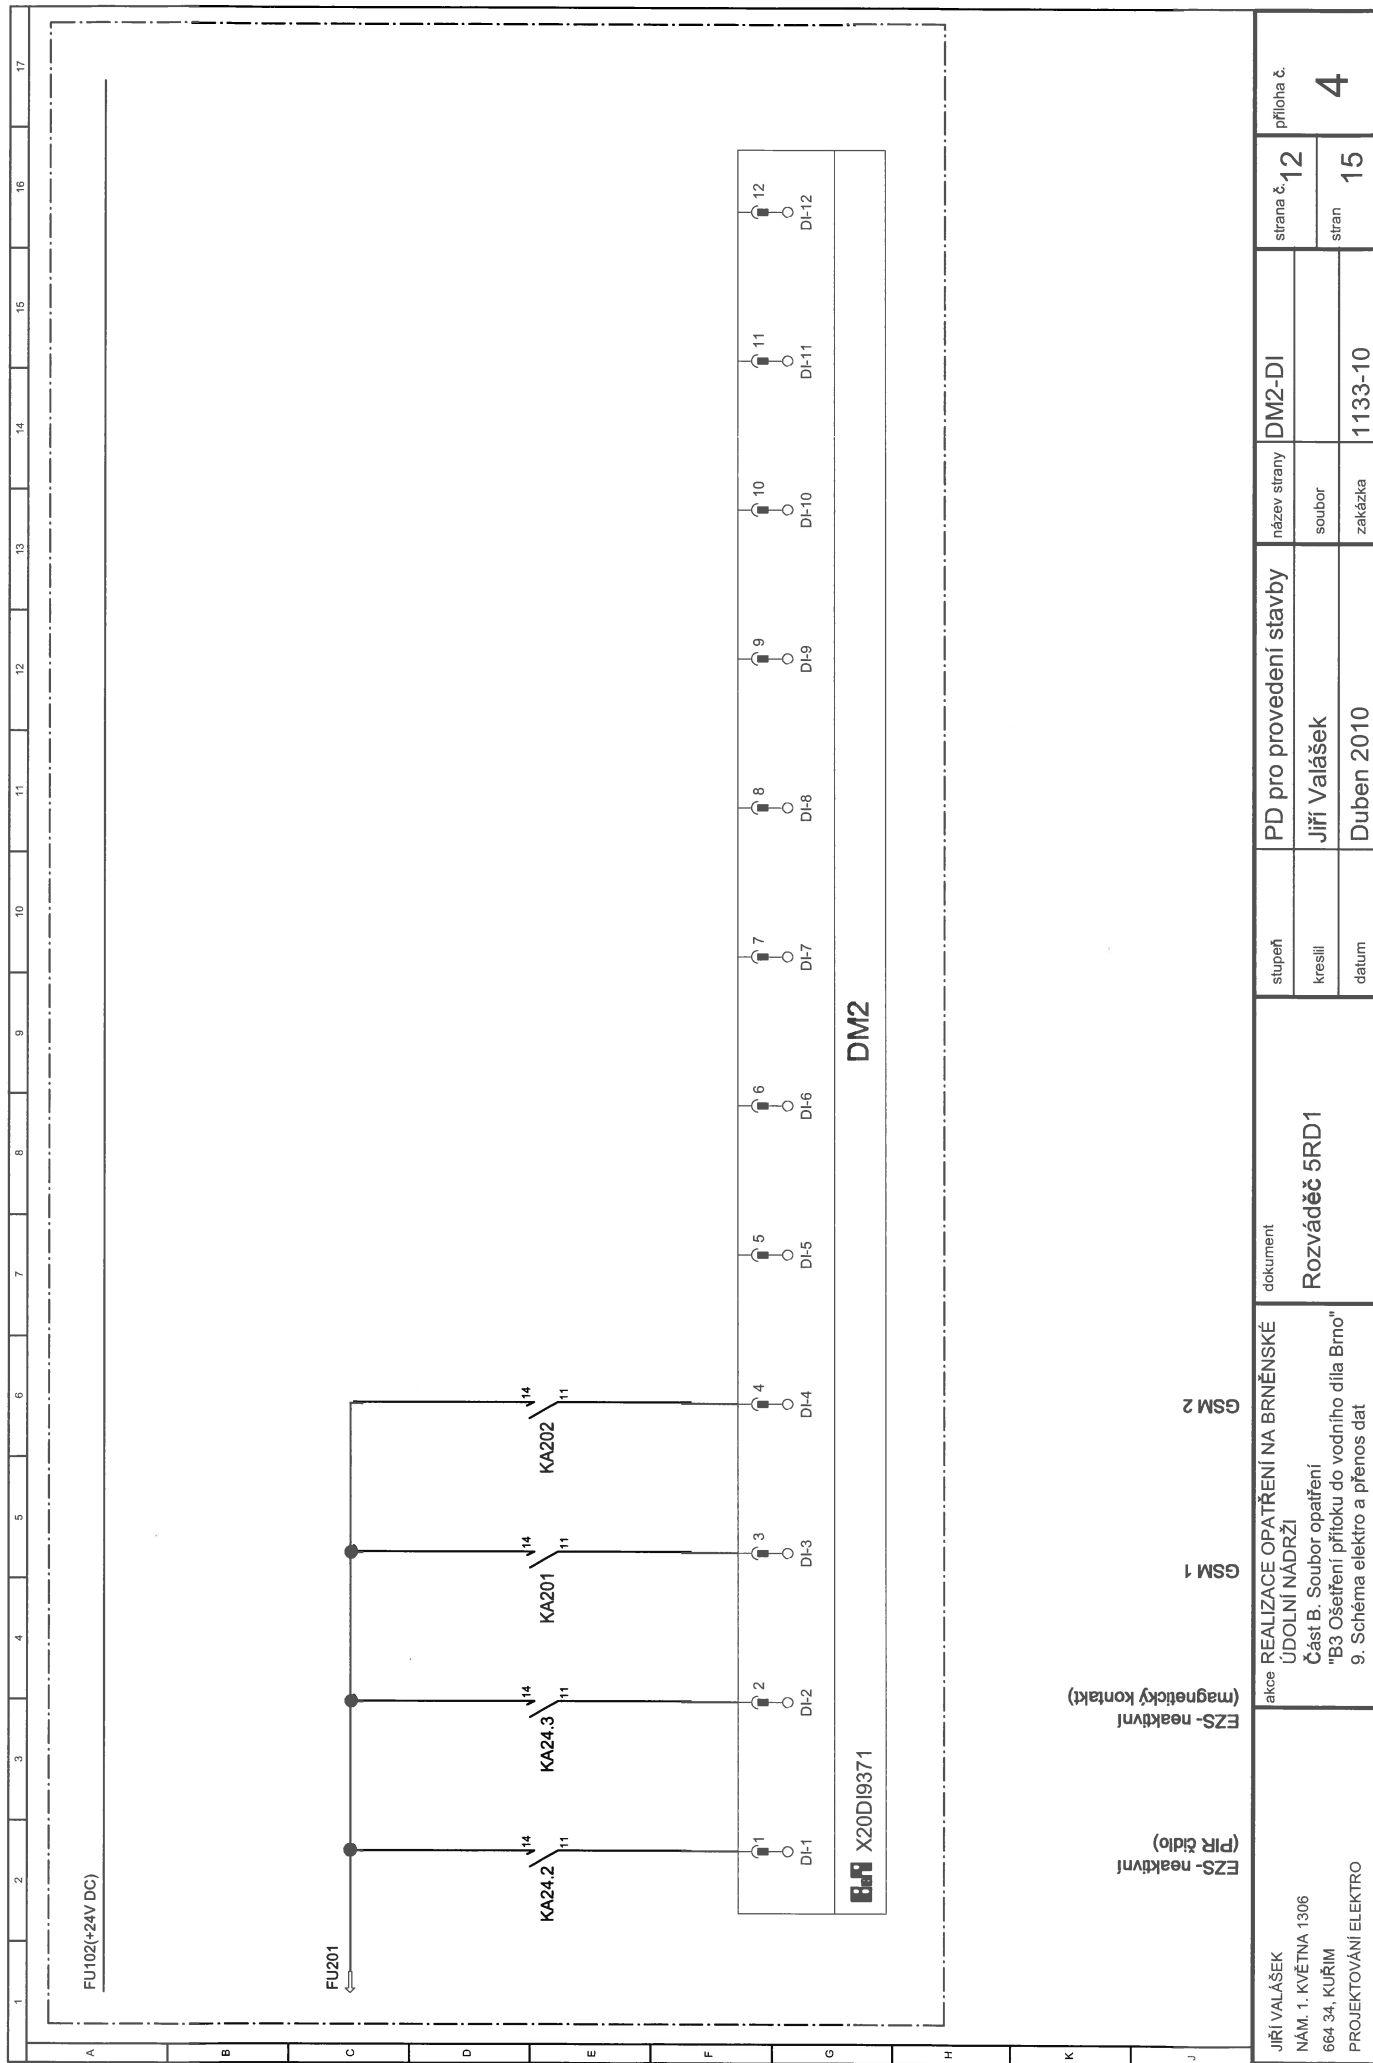 1 2 3 4 5 6 7 8 9 10 11 12 13 14 15 16 17
A
B
C
D
E
F
G
H
K
J
FU102(+24V DC)
FU201
14 14 14 14
KA24.2 KA24.3 KA201 KA202
11 11 11 11
1 2 3 4 5 6 7 8 9 10 11 12
DI-1 DI-2 DI-3 DI-4 DI-5 DI-6 DI-7 DI-8 DI-9 DI-10 DI-11 DI-12
B&R X20DI9371
DM2
EZS- neaktivní
(PIR čidlo)
EZS- neaktivní
(magnetický kontakt)
GSM 1
GSM 2
JIŘÍ VALÁŠEK
NÁM. 1. KVĚTNA 1306
664 34, KUŘIM
PROJEKTOVÁNÍ ELEKTRO
akce REALIZACE OPATŘENÍ NA BRNĚNSKÉ
ÚDOLNÍ NÁDRŽI
Část B. Soubor opatření
"B3 Ošetření přítoku do vodního díla Brno"
9. Schéma elektro a přenos dat
dokument
Rozváděč 5RD1
stupeň PD pro provedení stavby
kreslil Jiří Valášek
datum Duben 2010
název strany DM2-DI
soubor
zakázka 1133-10
strana č. 12
stran 15
příloha č.
4